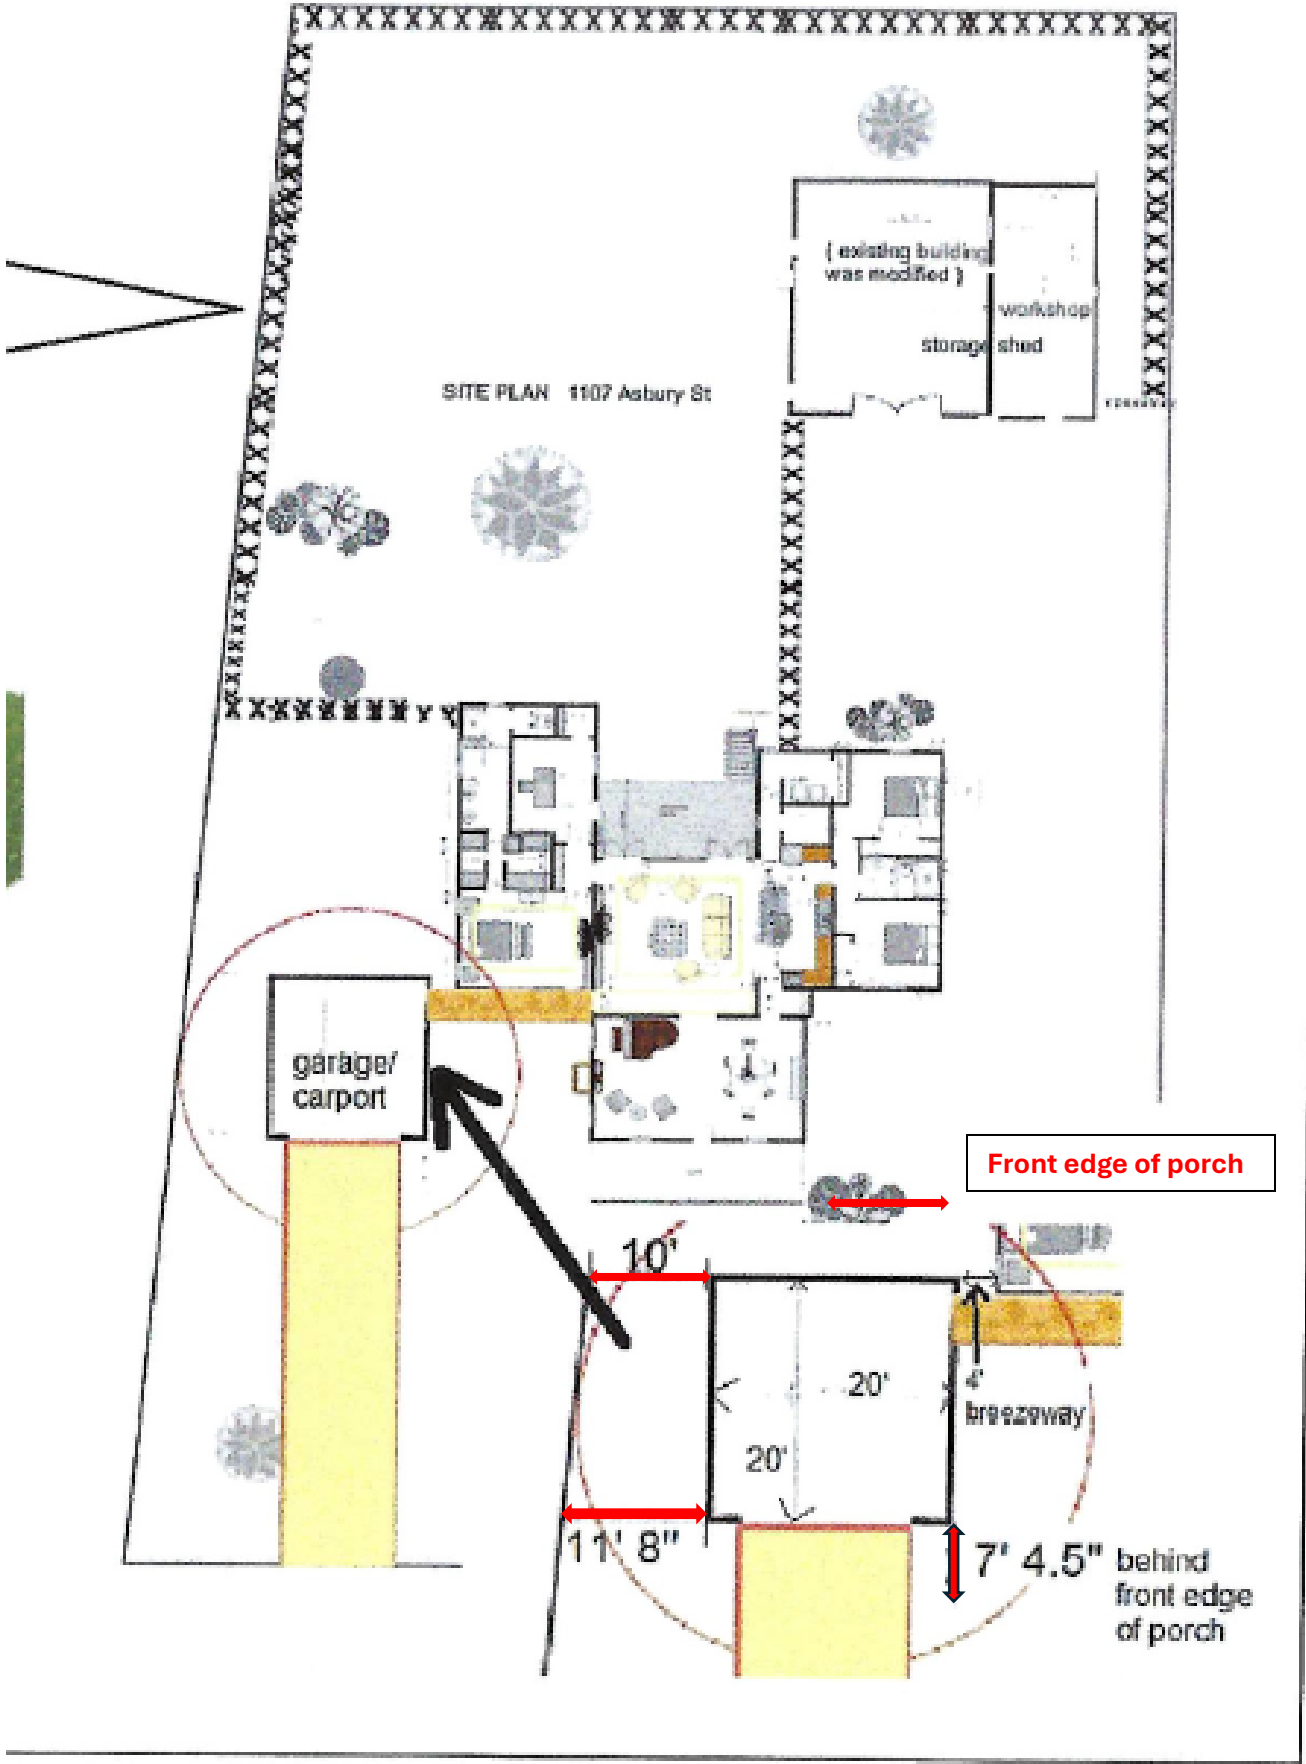 ( existing building
was modified )
workshop
storage shed
SITE PLAN 1107 Asbury St
garage/
carport
Front edge of porch
10'
20'
4'
breezeway
20'
11' 8"
7' 4.5" behind
front edge
of porch